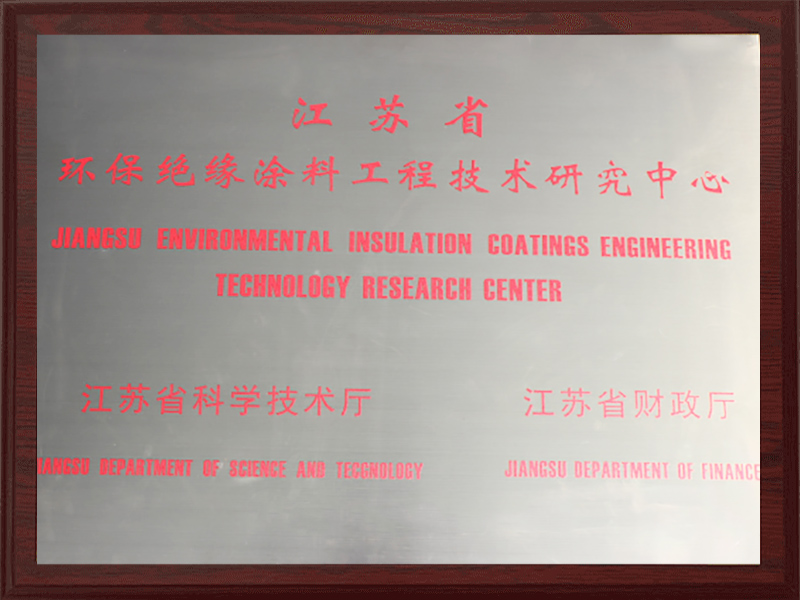 江苏省
环保绝缘涂料工程技术研究中心
JIANGSU ENVIRONMENTAL INSULATION COATINGS ENGINEERING
TECHNOLOGY RESEARCH CENTER
江苏省科学技术厅 江苏省财政厅
JIANGSU DEPARTMENT OF SCIENCE AND TECGNOLOGY JIANGSU DEPARTMENT OF FINANCE